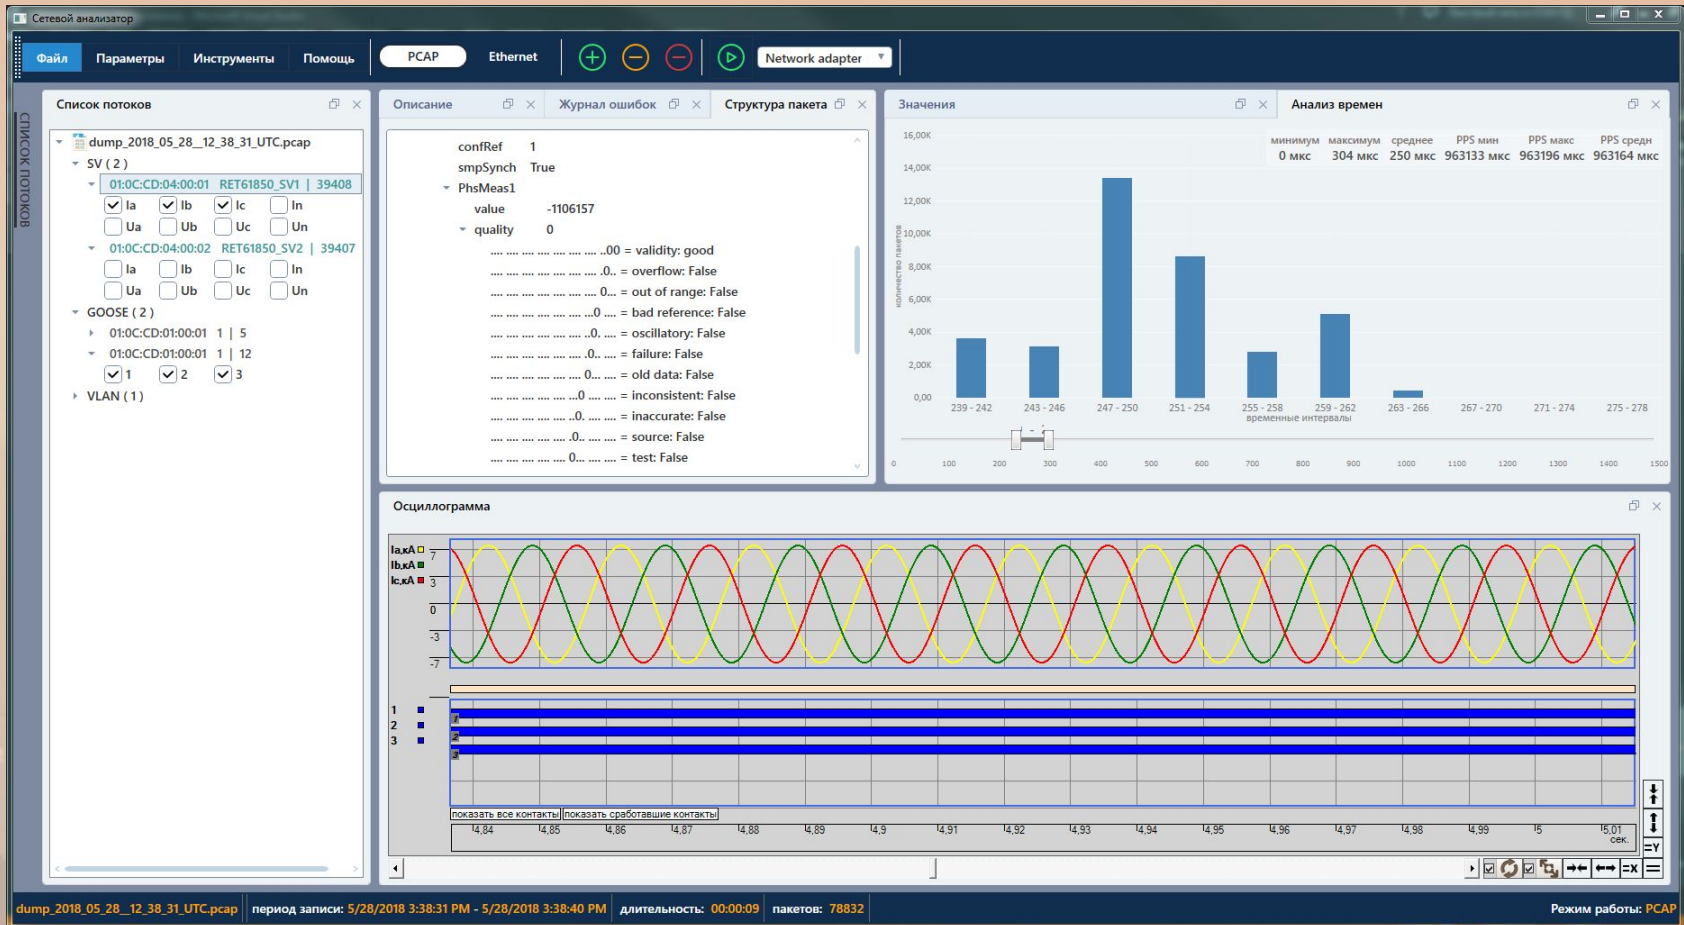 Сетевой анализатор
Файл Параметры Инструменты Помощь PCAP Ethernet Network adapter
СПИСОК ПОТОКОВ
Список потоков
dump_2018_05_28__12_38_31_UTC.pcap
SV ( 2 )
01:0C:CD:04:00:01 RET61850_SV1 | 39408
Ia Ib Ic In
Ua Ub Uc Un
01:0C:CD:04:00:02 RET61850_SV2 | 39407
Ia Ib Ic In
Ua Ub Uc Un
GOOSE ( 2 )
01:0C:CD:01:00:01 1 | 5
01:0C:CD:01:00:01 1 | 12
1 2 3
VLAN ( 1 )
Описание Журнал ошибок Структура пакета
confRef 1
smpSynch True
PhsMeas1
value -1106157
quality 0
.... .... .... .... .... .... .... ..00 = validity: good
.... .... .... .... .... .... .... .0.. = overflow: False
.... .... .... .... .... .... .... 0... = out of range: False
.... .... .... .... .... .... ...0 .... = bad reference: False
.... .... .... .... .... .... ..0. .... = oscillatory: False
.... .... .... .... .... .... .0.. .... = failure: False
.... .... .... .... .... .... 0... .... = old data: False
.... .... .... .... .... ...0 .... .... = inconsistent: False
.... .... .... .... .... ..0. .... .... = inaccurate: False
.... .... .... .... .... .0.. .... .... = source: False
.... .... .... .... .... 0... .... .... = test: False
Значения Анализ времен
минимум максимум среднее PPS мин PPS макс PPS средн
0 мкс 304 мкс 250 мкс 963133 мкс 963196 мкс 963164 мкс
количество пакетов
16,00K
14,00K
12,00K
10,00K
8,00K
6,00K
4,00K
2,00K
0,00
239 - 242 243 - 246 247 - 250 251 - 254 255 - 258 259 - 262 263 - 266 267 - 270 271 - 274 275 - 278
временные интервалы
0 100 200 300 400 500 600 700 800 900 1000 1100 1200 1300 1400 1500
Осциллограмма
Ia,кА 7
Ib,кА
Ic,кА 3
0
-3
-7
1 1
2 2
3 3
показать все контакты показать сработавшие контакты
4,84 4,85 4,86 4,87 4,88 4,89 4,9 4,91 4,92 4,93 4,94 4,95 4,96 4,97 4,98 4,99 5 5,01
сек.
=Y
=X
dump_2018_05_28__12_38_31_UTC.pcap период записи: 5/28/2018 3:38:31 PM - 5/28/2018 3:38:40 PM длительность: 00:00:09 пакетов: 78832 Режим работы: PCAP